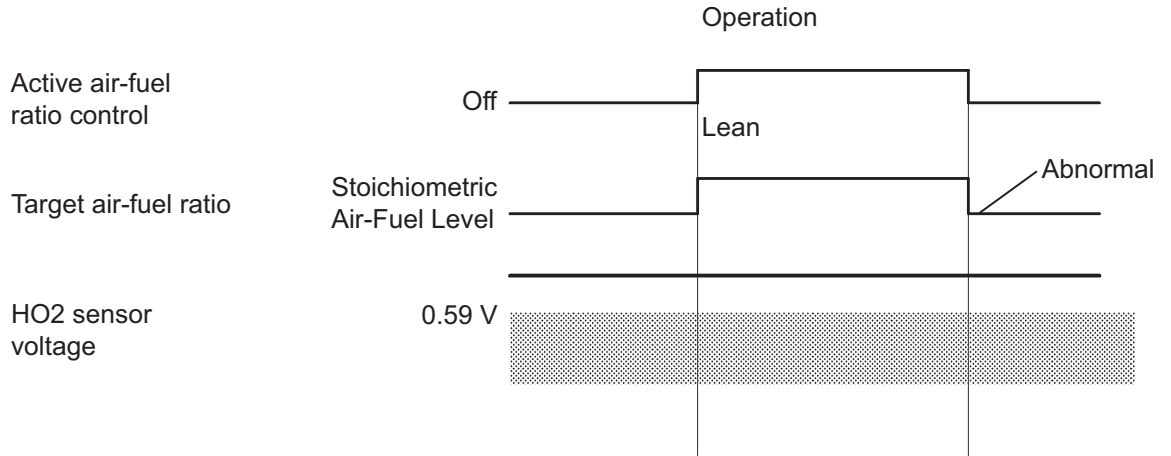 Operation
Active air-fuel
ratio control
Off
Lean
Abnormal
Target air-fuel ratio
Stoichiometric
Air-Fuel Level
HO2 sensor
voltage
0.59 V